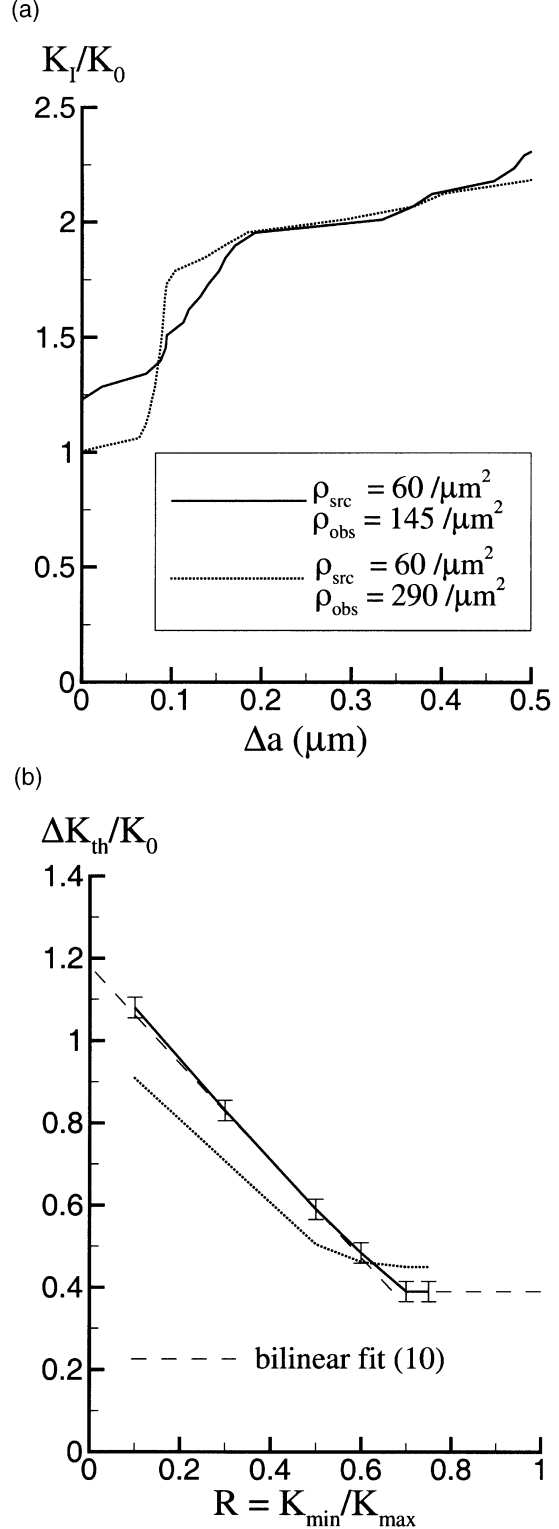 (a)
K_I/K_0
2.5
2
1.5
1
0.5
0
ρ_src = 60 /μm²
ρ_obs = 145 /μm²
ρ_src = 60 /μm²
ρ_obs = 290 /μm²
0 0.1 0.2 0.3 0.4 0.5
Δa (μm)
(b)
ΔK_th/K_0
1.4
1.2
1
0.8
0.6
0.4
0.2
0
bilinear fit (10)
0.2 0.4 0.6 0.8 1
R = K_min/K_max